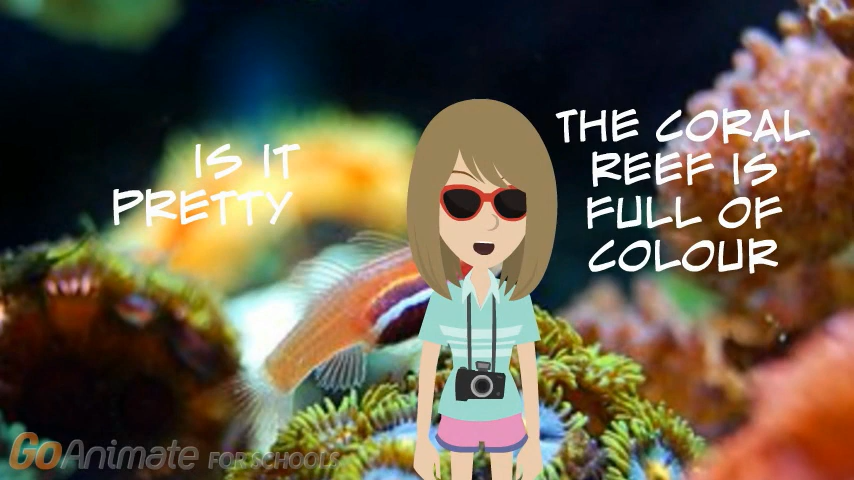 IS IT
PRETTY
THE CORAL
REEF IS
FULL OF
COLOUR
GoAnimate FOR SCHOOLS